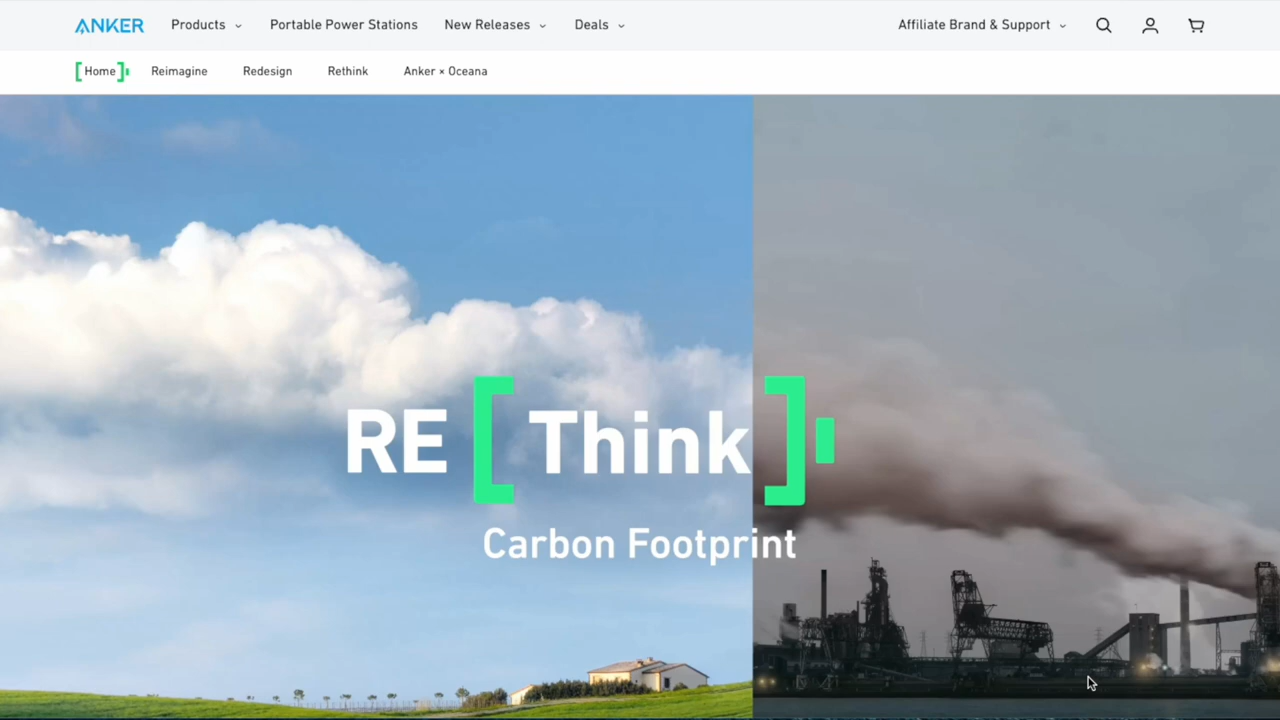 ANKER Products Portable Power Stations New Releases Deals Affiliate Brand & Support
Home Reimagine Redesign Rethink Anker × Oceana
RE [Think]
Carbon Footprint